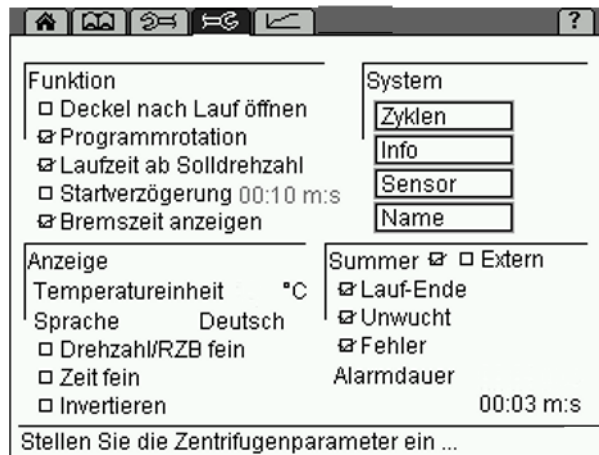 ?
Funktion
Deckel nach Lauf öffnen
Programmrotation
Laufzeit ab Solldrehzahl
Startverzögerung 00:10 m:s
Bremszeit anzeigen
System
Zyklen
Info
Sensor
Name
Anzeige
Temperatureinheit °C
Sprache Deutsch
Drehzahl/RZB fein
Zeit fein
Invertieren
Summer Extern
Lauf-Ende
Unwucht
Fehler
Alarmdauer
00:03 m:s
Stellen Sie die Zentrifugenparameter ein ...